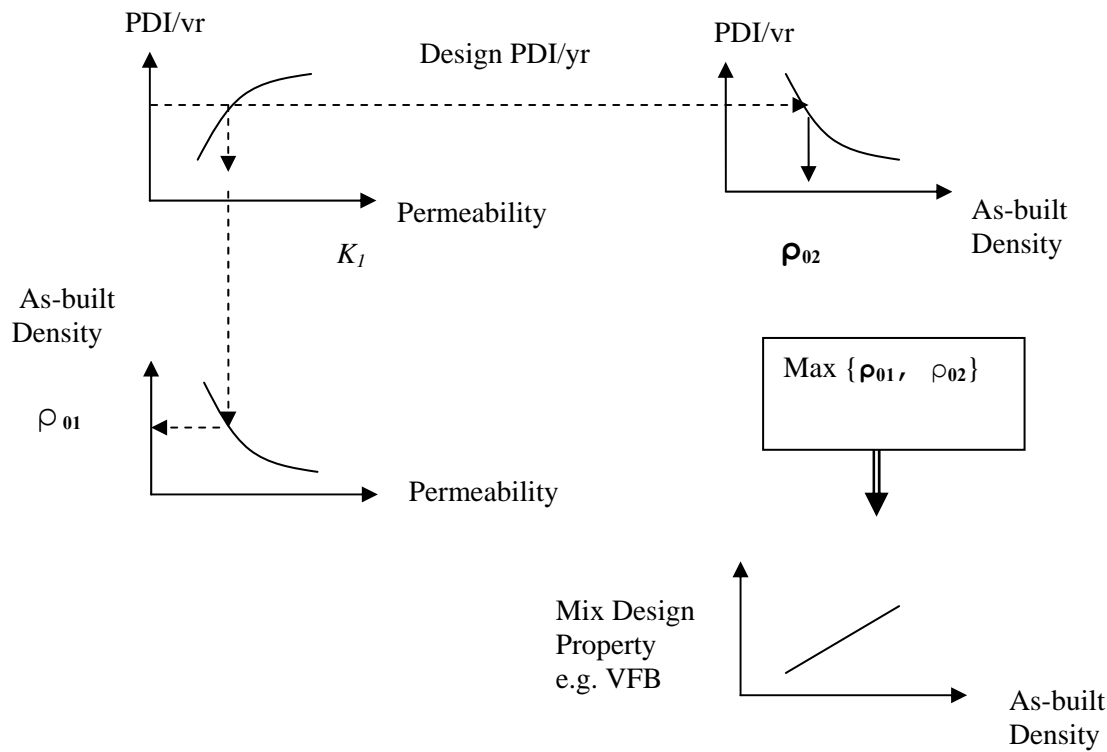 PDI/vr
Design PDI/yr
PDI/vr
Permeability
K1
As-built
Density
ρ02
As-built
Density
ρ 01
Permeability
Max {ρ01, ρ02}
Mix Design
Property
e.g. VFB
As-built
Density